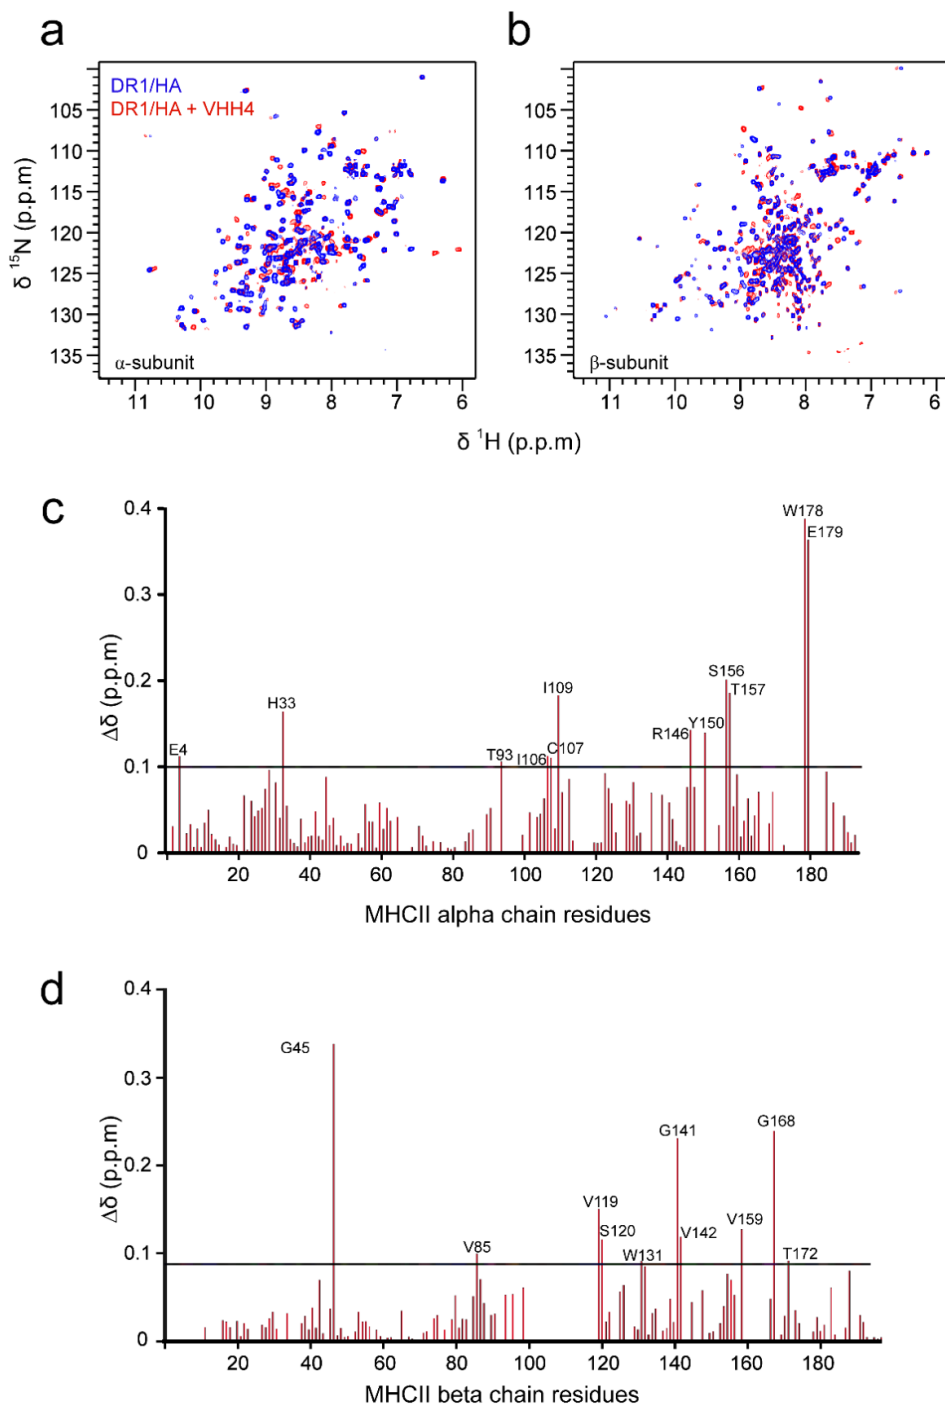 a
b
DR1/HA
DR1/HA + VHH4
105
110
115
120
125
130
135
δ ¹⁵N (p.p.m)
α-subunit
11 10 9 8 7 6
105
110
115
120
125
130
135
β-subunit
11 10 9 8 7 6
δ ¹H (p.p.m)
c
0.4
0.3
0.2
0.1
0
Δδ (p.p.m)
W178
E179
S156
T157
I109
H33
R146
Y150
C107
E4
T93
I106
20 40 60 80 100 120 140 160 180
MHCII alpha chain residues
d
0.4
0.3
0.2
0.1
0
Δδ (p.p.m)
G45
G141
G168
V119
S120
V159
V142
V85
W131
T172
20 40 60 80 100 120 140 160 180
MHCII beta chain residues